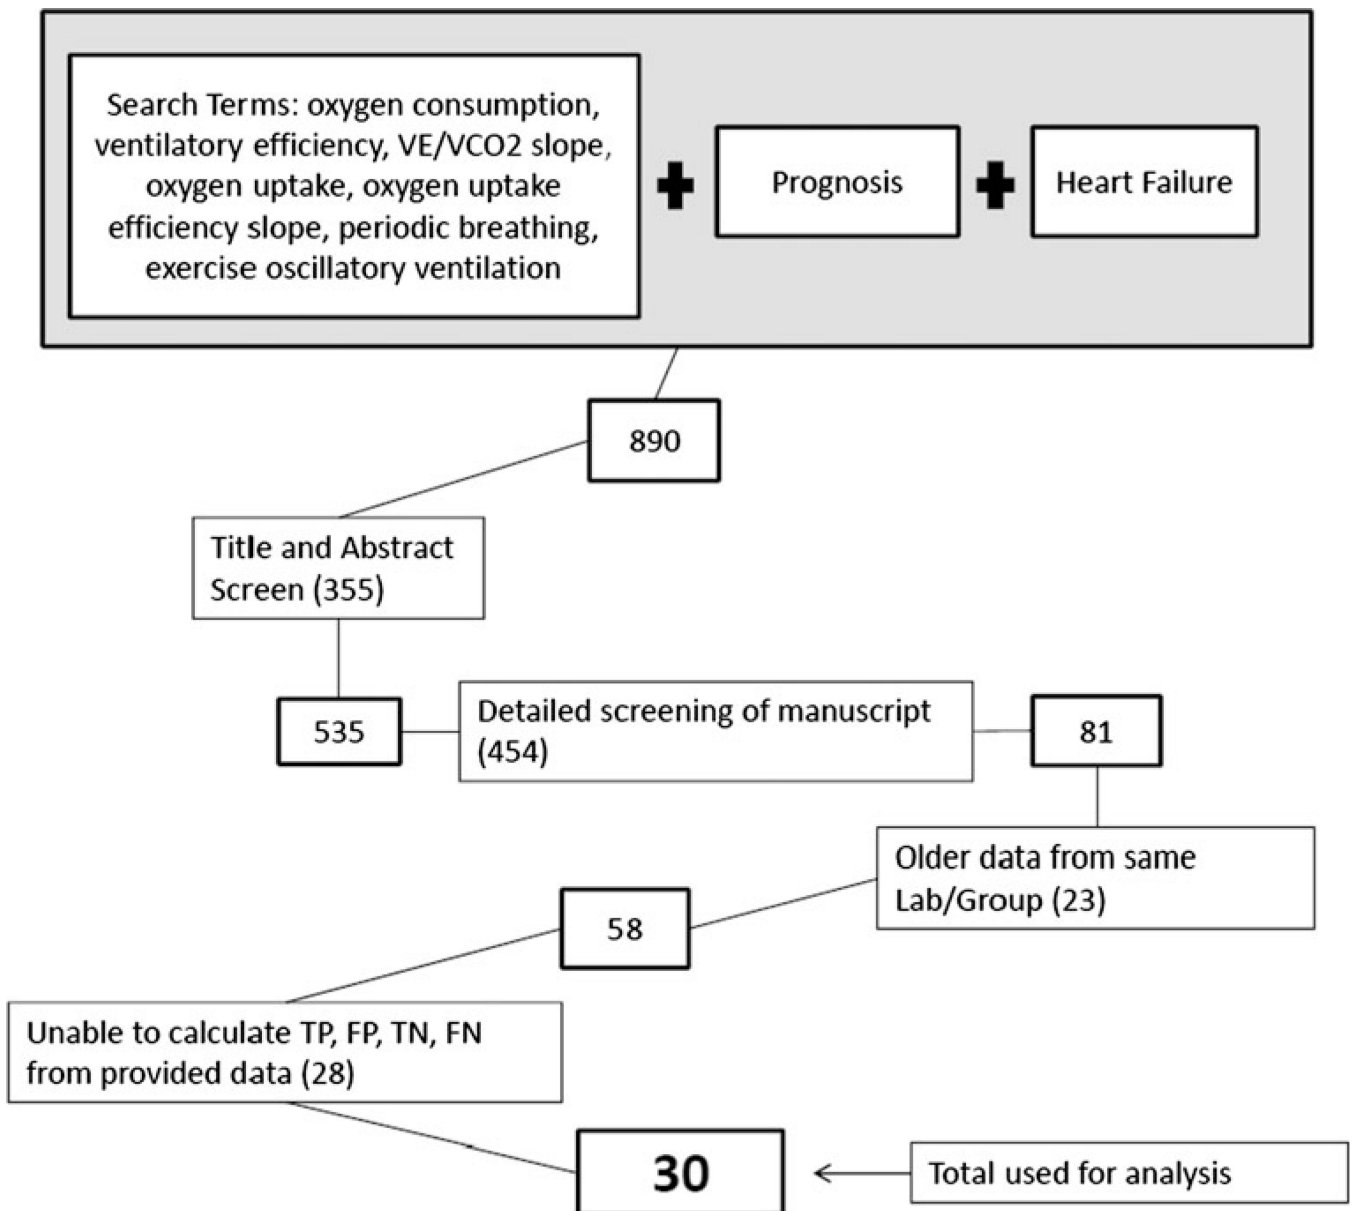 Search Terms: oxygen consumption,
ventilatory efficiency, VE/VCO2 slope,
oxygen uptake, oxygen uptake
efficiency slope, periodic breathing,
exercise oscillatory ventilation
Prognosis
Heart Failure
890
Title and Abstract
Screen (355)
535
Detailed screening of manuscript
(454)
81
Older data from same
Lab/Group (23)
58
Unable to calculate TP, FP, TN, FN
from provided data (28)
30
Total used for analysis